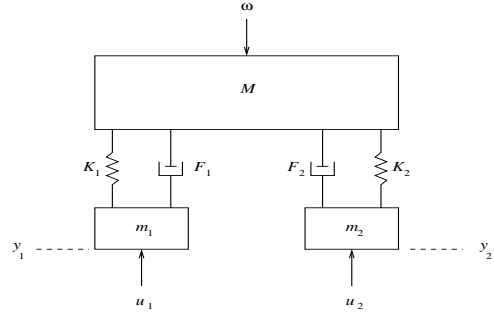 ω
M
K₁ F₁ F₂ K₂
m₁ m₂
y₁ y₂
u₁ u₂